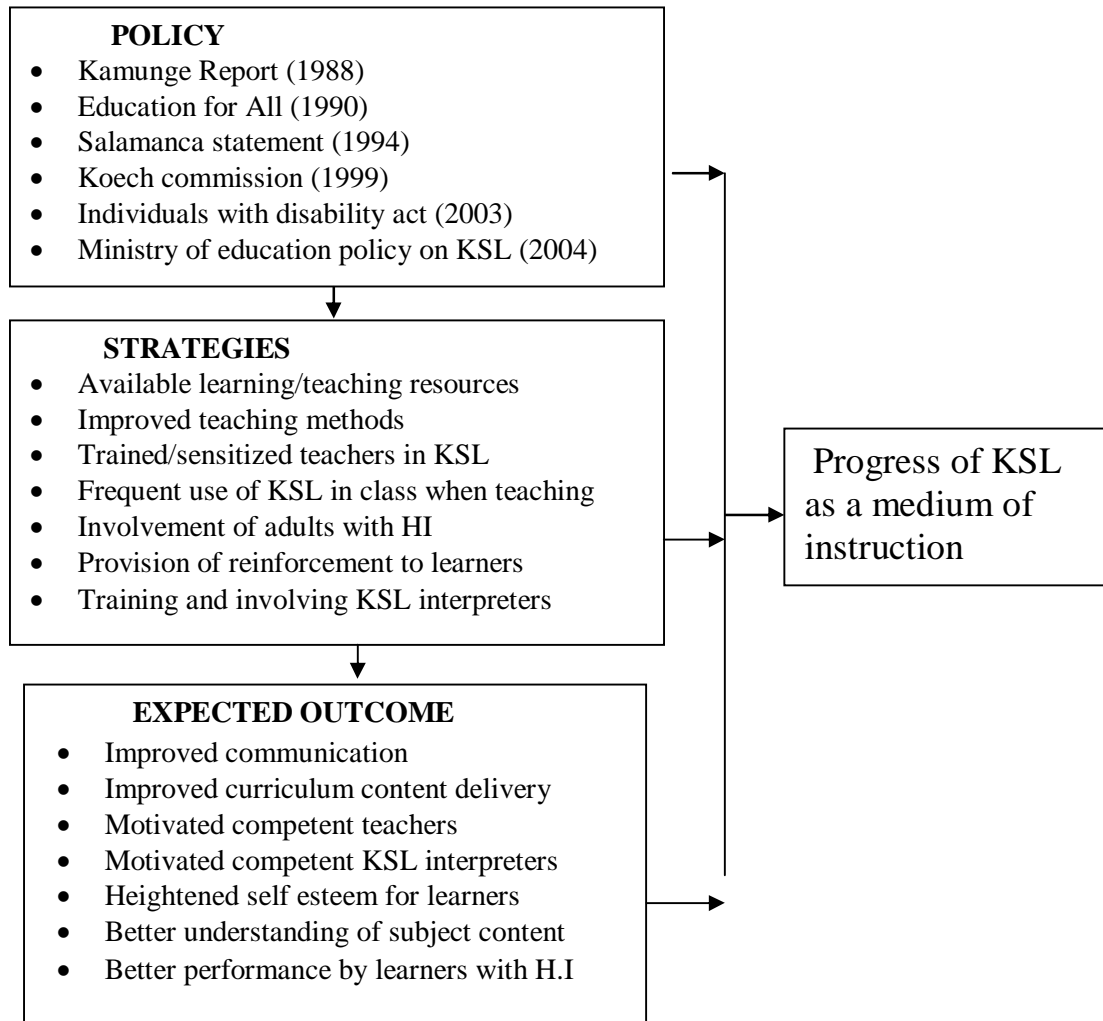 POLICY
• Kamunge Report (1988)
• Education for All (1990)
• Salamanca statement (1994)
• Koech commission (1999)
• Individuals with disability act (2003)
• Ministry of education policy on KSL (2004)
STRATEGIES
• Available learning/teaching resources
• Improved teaching methods
• Trained/sensitized teachers in KSL
• Frequent use of KSL in class when teaching
• Involvement of adults with HI
• Provision of reinforcement to learners
• Training and involving KSL interpreters
EXPECTED OUTCOME
• Improved communication
• Improved curriculum content delivery
• Motivated competent teachers
• Motivated competent KSL interpreters
• Heightened self esteem for learners
• Better understanding of subject content
• Better performance by learners with H.I
Progress of KSL
as a medium of
instruction